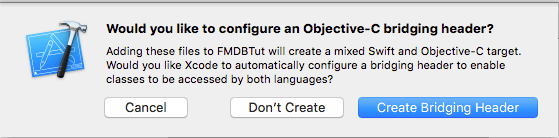 Would you like to configure an Objective-C bridging header?
Adding these files to FMDBTut will create a mixed Swift and Objective-C target.
Would you like Xcode to automatically configure a bridging header to enable
classes to be accessed by both languages?
Cancel
Don't Create
Create Bridging Header